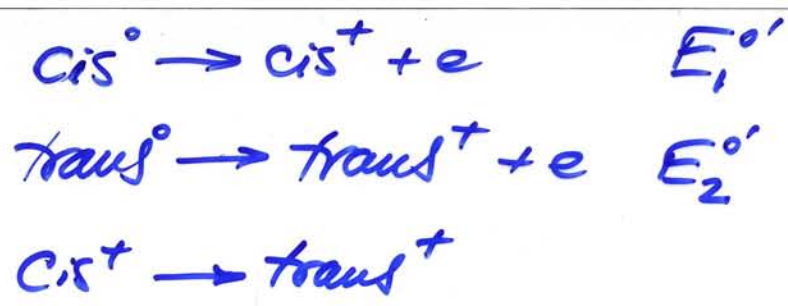 cis° → cis⁺ + e E₁°′
trans° → trans⁺ + e E₂°′
Cis⁺ → trans⁺